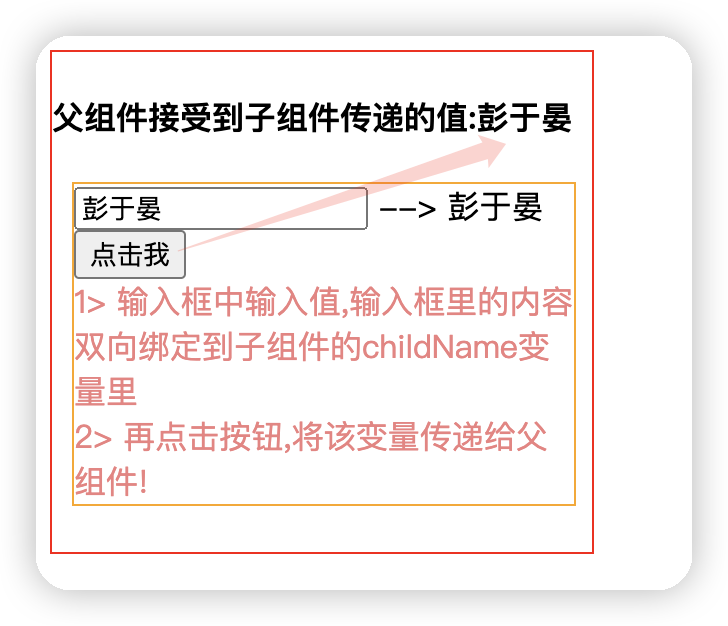 父组件接受到子组件传递的值:彭于晏
彭于晏 --> 彭于晏
点击我
1> 输入框中输入值,输入框里的内容
双向绑定到子组件的childName变
量里
2> 再点击按钮,将该变量传递给父
组件!